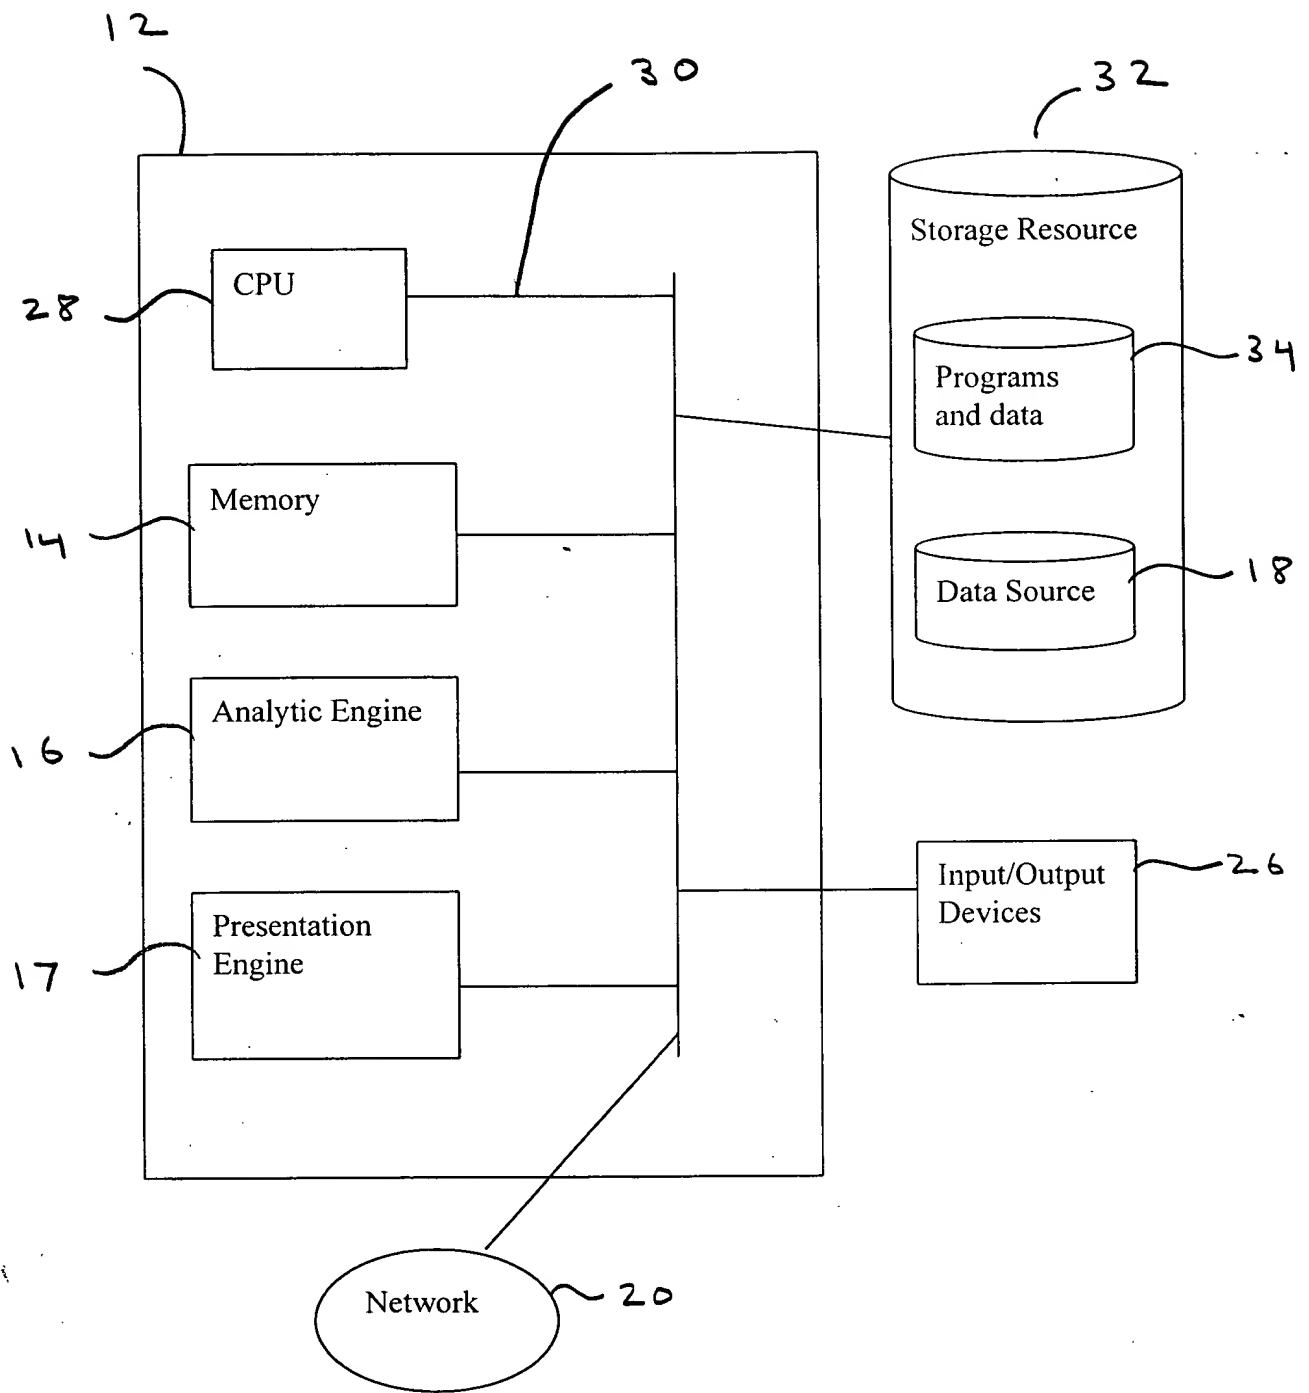 12
30
32
Storage Resource
CPU
28
34
Programs
and data
Memory
14
18
Data Source
Analytic Engine
16
26
Input/Output
Devices
Presentation
Engine
17
Network
20